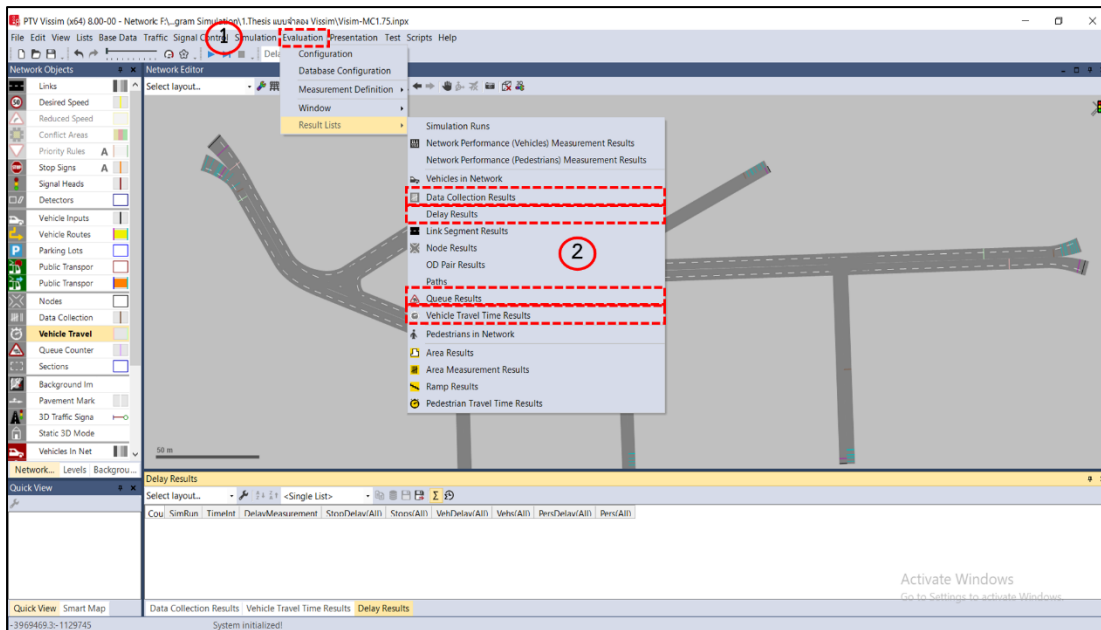 PTV Vissim (x64) 8.00-00 - Network: F:\...gram Simulation\1.Thesis แบบจำลอง Vissim\Visim-MC1.75.inpx
File Edit View Lists Base Data Traffic Signal Control Simulation Evaluation Presentation Test Scripts Help
1
Configuration
Database Configuration
Measurement Definition
Window
Result Lists
Simulation Runs
Network Performance (Vehicles) Measurement Results
Network Performance (Pedestrians) Measurement Results
Vehicles in Network
Data Collection Results
Delay Results
Link Segment Results
Node Results
OD Pair Results
Paths
Queue Results
Vehicle Travel Time Results
Pedestrians in Network
Area Results
Area Measurement Results
Ramp Results
Pedestrian Travel Time Results
2
Network Objects
Links
Desired Speed
Reduced Speed
Conflict Areas
Priority Rules A
Stop Signs A
Signal Heads
Detectors
Vehicle Inputs
Vehicle Routes
Parking Lots
Public Transpor
Public Transpor
Nodes
Data Collection
Vehicle Travel
Queue Counter
Sections
Background Im
Pavement Mark
3D Traffic Signa
Static 3D Mode
Vehicles In Net
Network... Levels Backgrou...
Network Editor
Select layout...
50 m
Quick View
Quick View Smart Map
Delay Results
Select layout... <Single List>
Cou SimRun TimeInt DelayMeasurement StopDelay(All) Stops(All) VehDelay(All) Vehs(All) PersDelay(All) Pers(All)
Activate Windows
Go to Settings to activate Windows.
Data Collection Results Vehicle Travel Time Results Delay Results
-3969469.3:-1129745 System initialized!